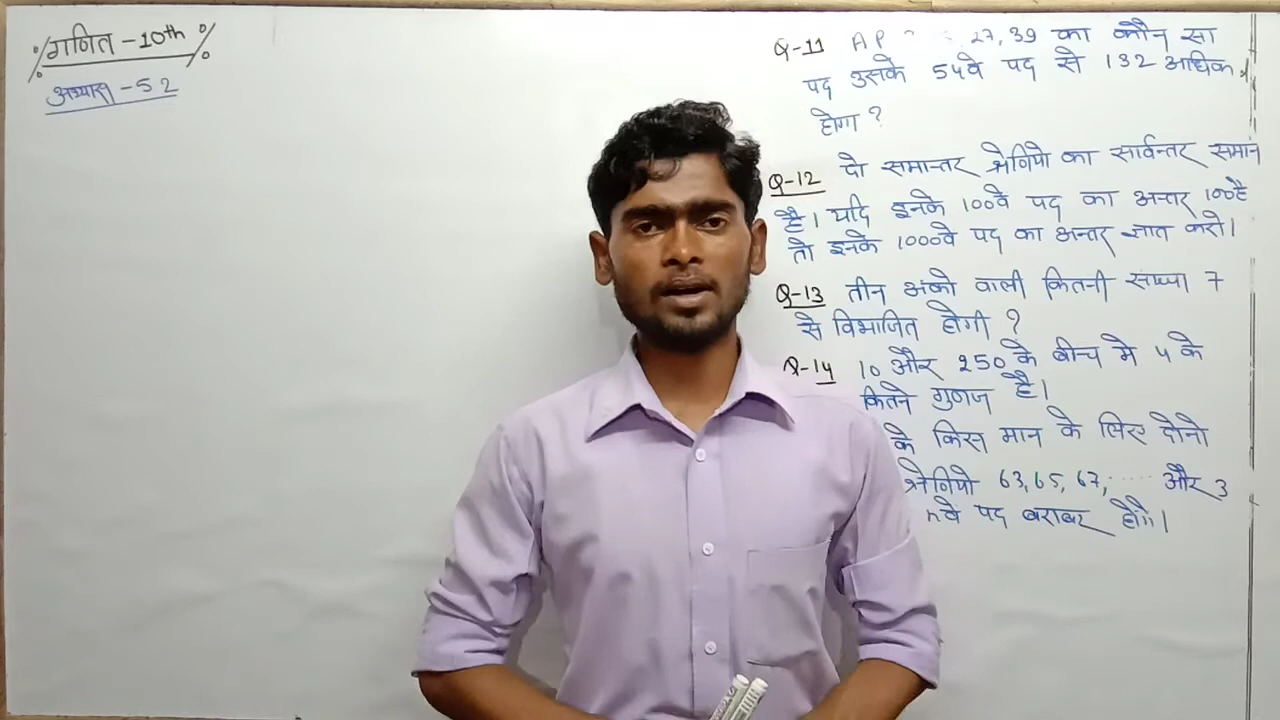 गणित - 10th
अभ्यास - 5.2
Q-11 AP 27, 39 का कौन सा
पद उसके 54वे पद से 132 अधिक
होगा ?
Q-12 दो समान्तर श्रेणियो का सार्वन्तर समान
है। यदि इनके 100वे पद का अन्तर 100 है
तो इनके 1000वे पद का अन्तर ज्ञात करो।
Q-13 तीन अंको वाली कितनी संख्या 7
से विभाजित होगी ?
Q-14 10 और 250 के बीच मे 4 के
कितने गुणज है।
के किस मान के लिए दोनो
श्रेणियो 63, 65, 67, ..... और 3
nवे पद बराबर होंगे।